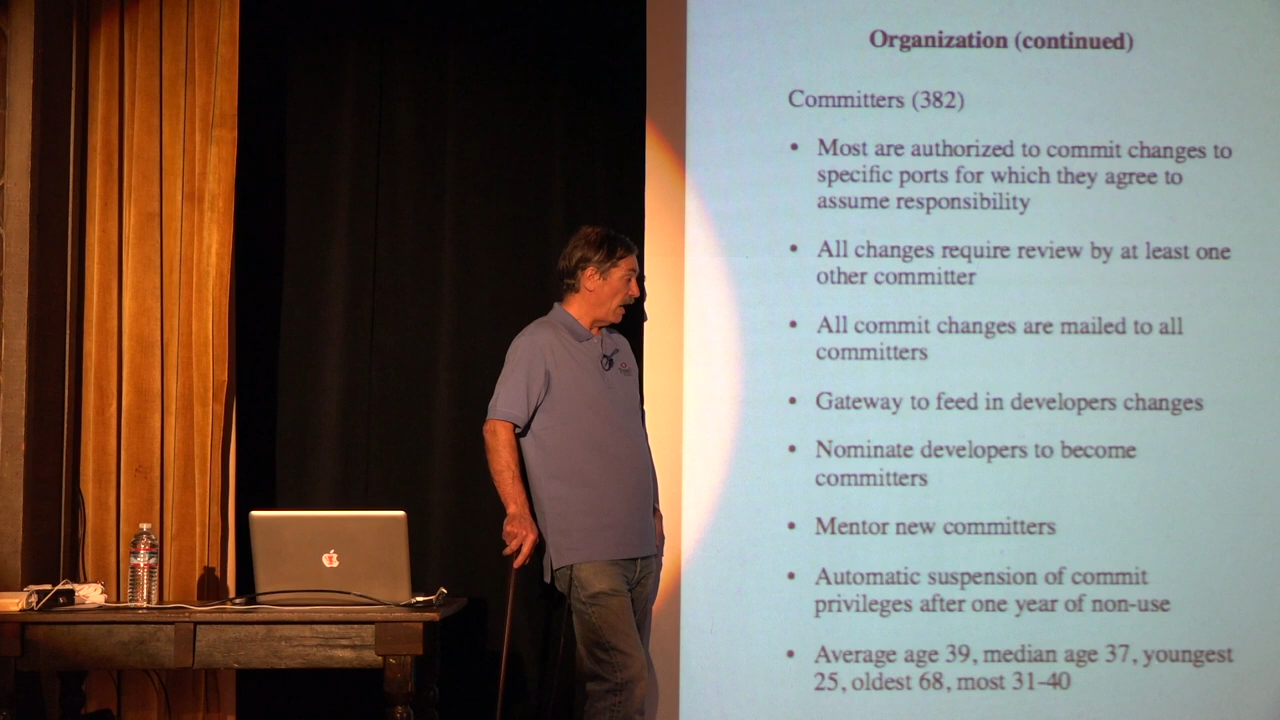 Organization (continued)
Committers (382)
• Most are authorized to commit changes to
specific ports for which they agree to
assume responsibility
• All changes require review by at least one
other committer
• All commit changes are mailed to all
committers
• Gateway to feed in developers changes
• Nominate developers to become
committers
• Mentor new committers
• Automatic suspension of commit
privileges after one year of non-use
• Average age 39, median age 37, youngest
25, oldest 68, most 31-40